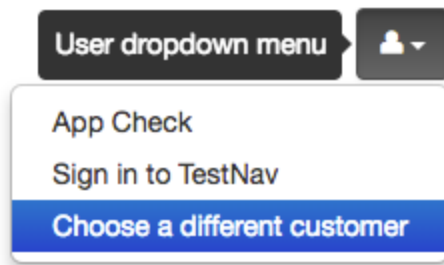 User dropdown menu
App Check
Sign in to TestNav
Choose a different customer